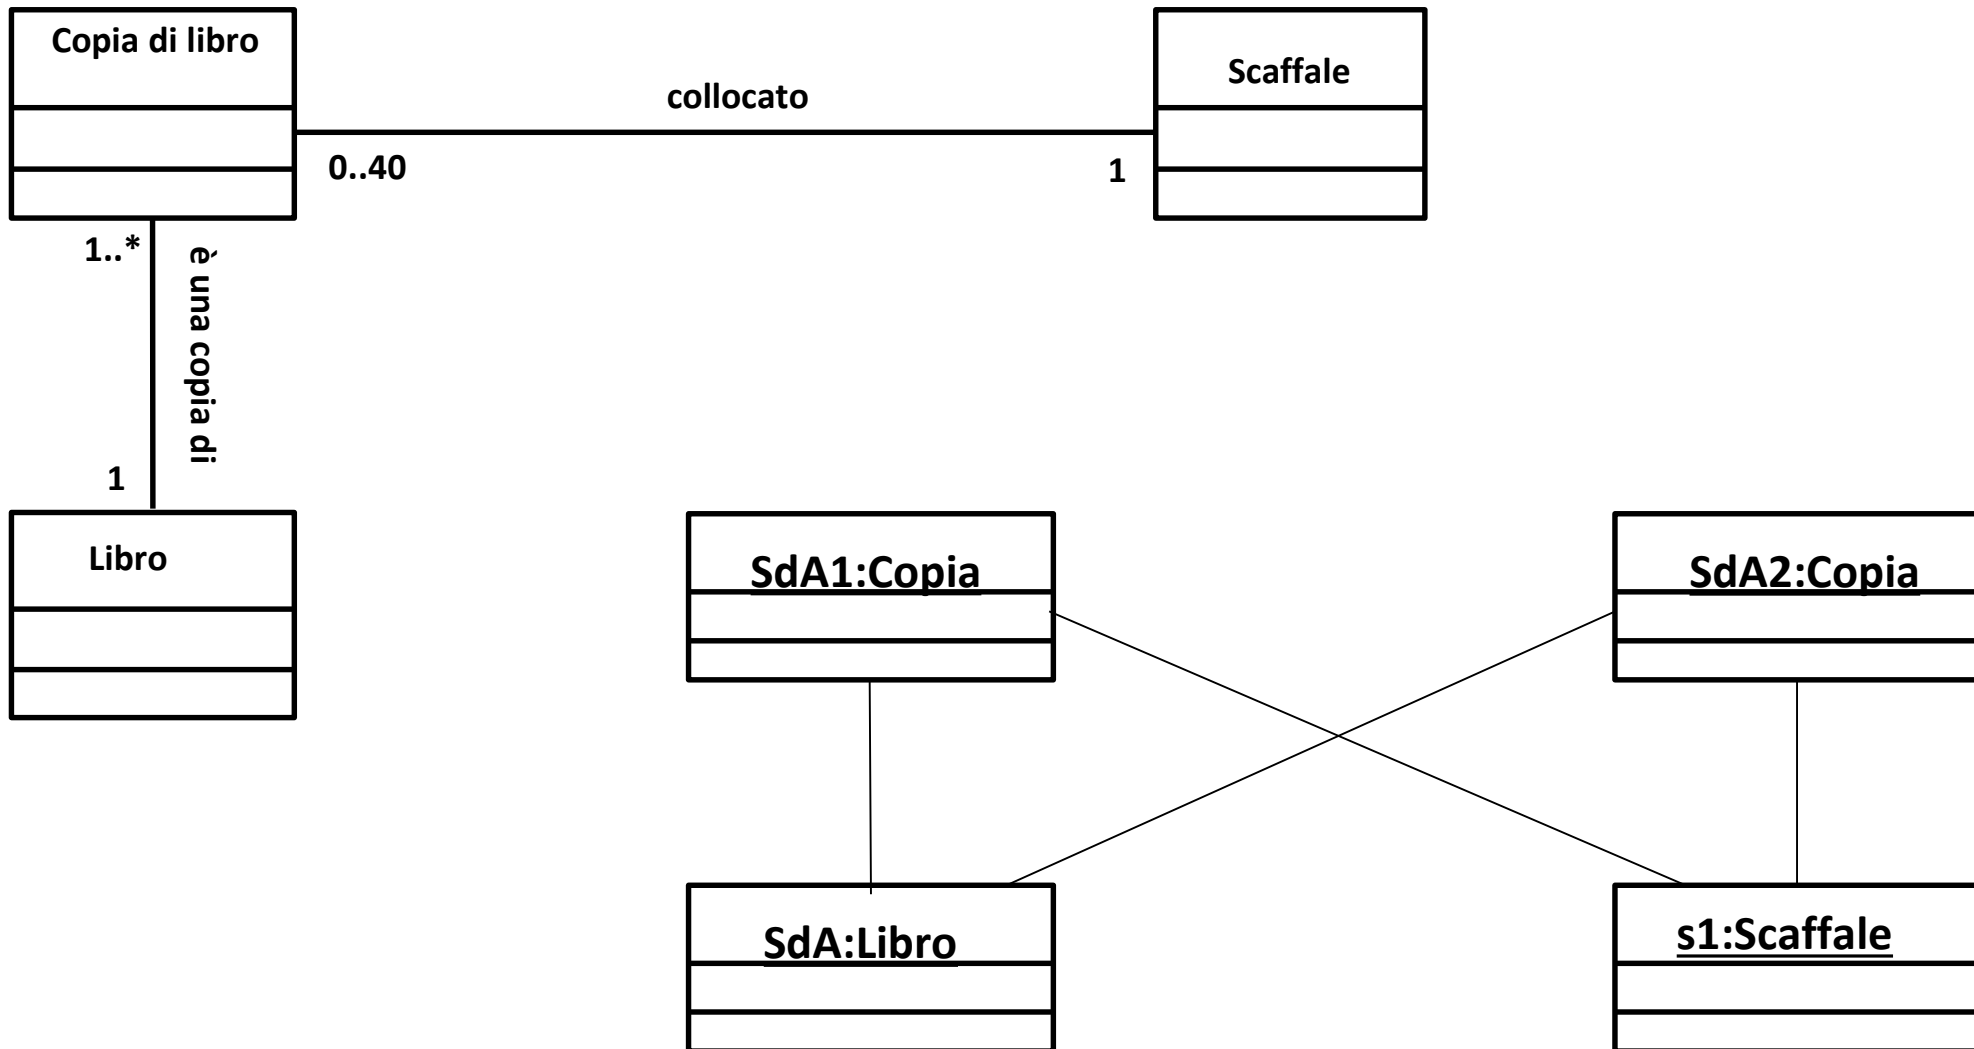 Copia di libro
Scaffale
collocato
0..40
1
1..*
è una copia di
1
Libro
SdA1:Copia
SdA2:Copia
SdA:Libro
s1:Scaffale